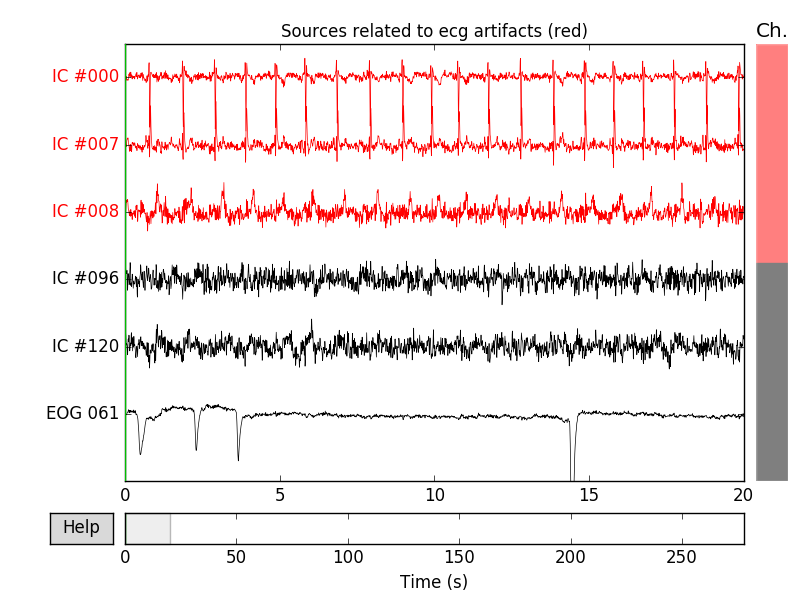 Sources related to ecg artifacts (red)
Ch.
IC #000
IC #007
IC #008
IC #096
IC #120
EOG 061
0 5 10 15 20
Help
0 50 100 150 200 250
Time (s)